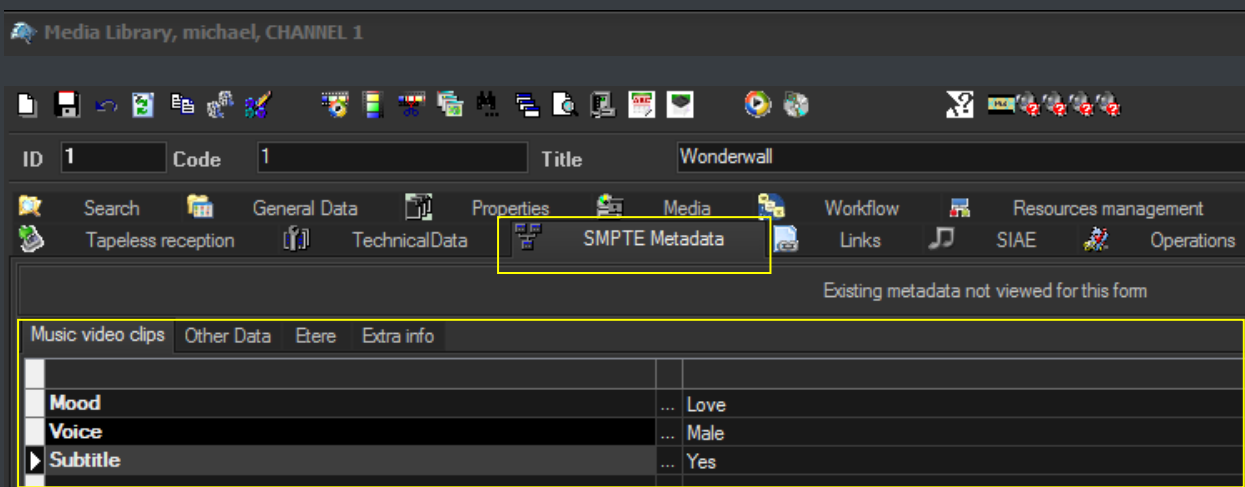 Media Library, michael, CHANNEL 1
ID 1 Code 1 Title Wonderwall
Search General Data Properties Media Workflow Resources management
Tapeless reception TechnicalData SMPTE Metadata Links SIAE Operations
Existing metadata not viewed for this form
Music video clips Other Data Etere Extra info
Mood ... Love
Voice ... Male
Subtitle ... Yes